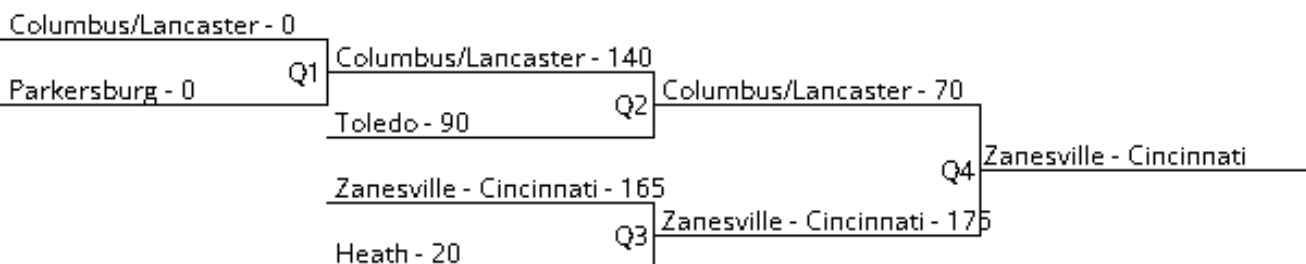 Columbus/Lancaster - 0
Q1
Parkersburg - 0
Columbus/Lancaster - 140
Q2
Toledo - 90
Columbus/Lancaster - 70
Q4
Zanesville - Cincinnati
Zanesville - Cincinnati - 165
Q3
Heath - 20
Zanesville - Cincinnati - 175